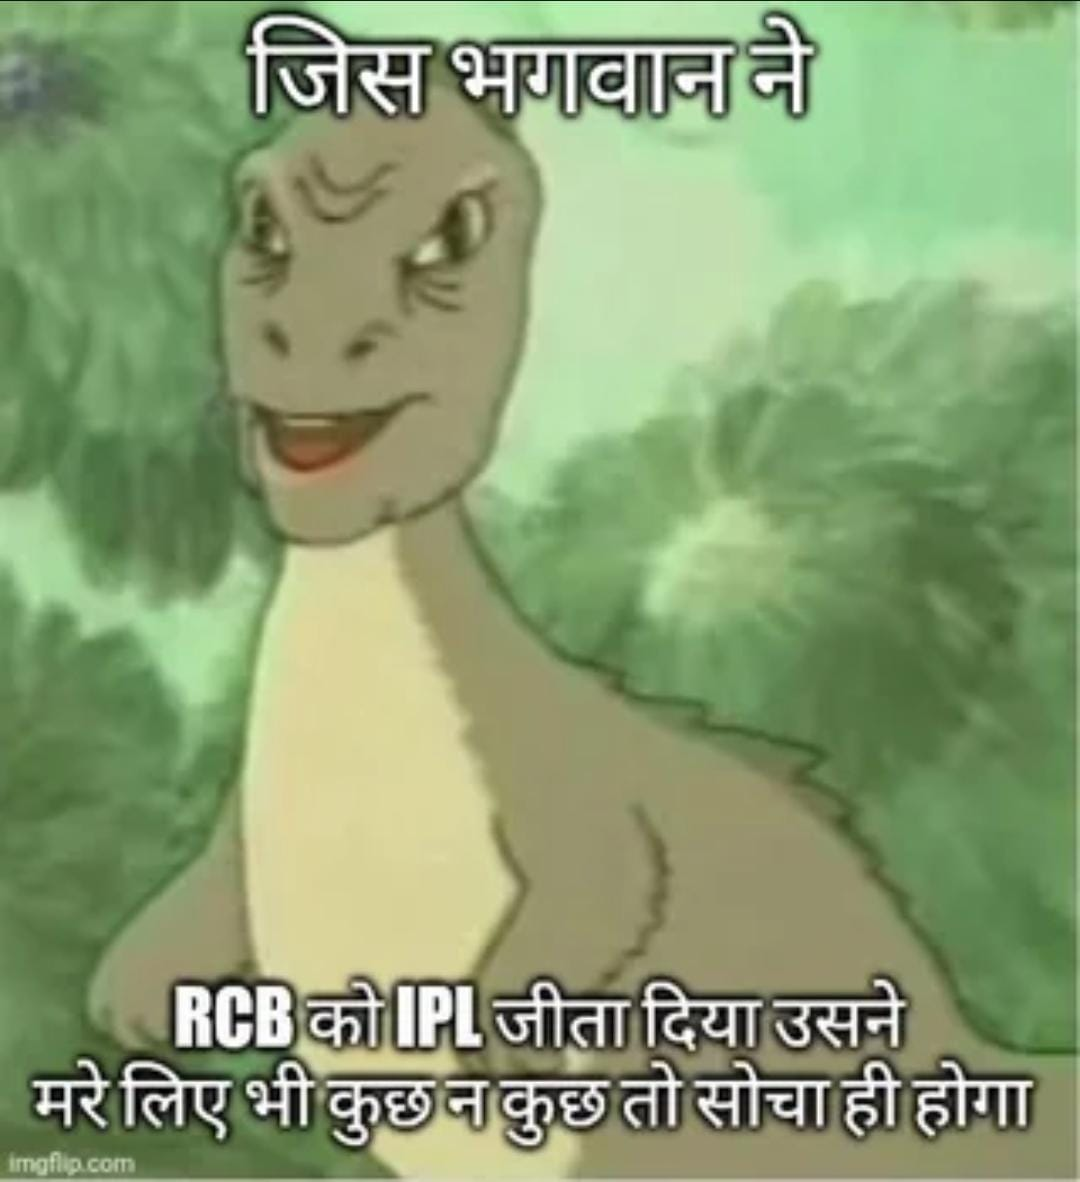 जिस भगवान ने
RCB को IPL जीता दिया उसने
मरे लिए भी कुछ न कुछ तो सोचा ही होगा
imgflip.com